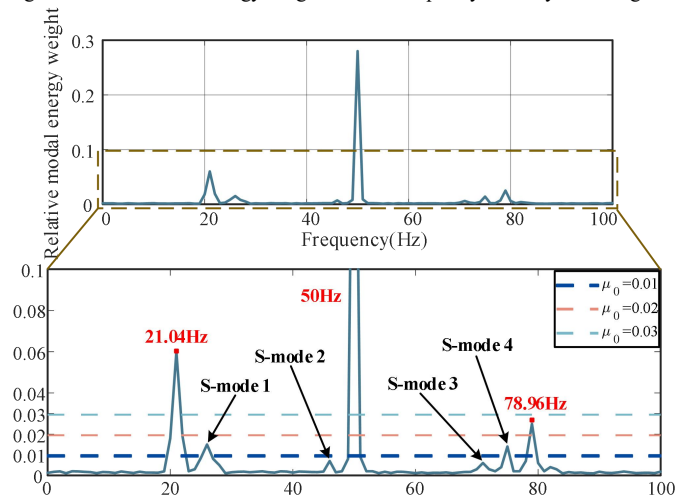 Relative modal energy weight
0.3
0.2
0.1
0
0 20 40 60 80 100
Frequency(Hz)
0.1
0.08
0.06
0.04
0.03
0.02
0.01
0
50Hz
21.04Hz
S-mode 1
S-mode 2
S-mode 3
S-mode 4
78.96Hz
μ0=0.01
μ0=0.02
μ0=0.03
0 20 40 60 80 100